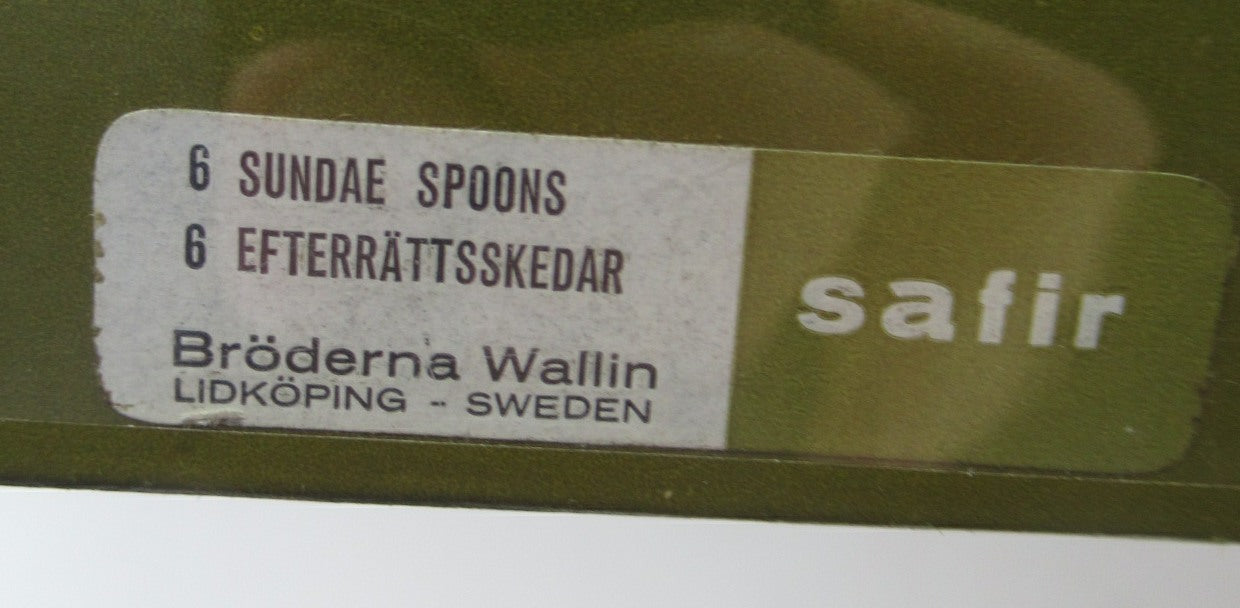 6 SUNDAE SPOONS
6 EFTERRÄTTSSKEDAR
Bröderna Wallin
LIDKÖPING - SWEDEN
safir